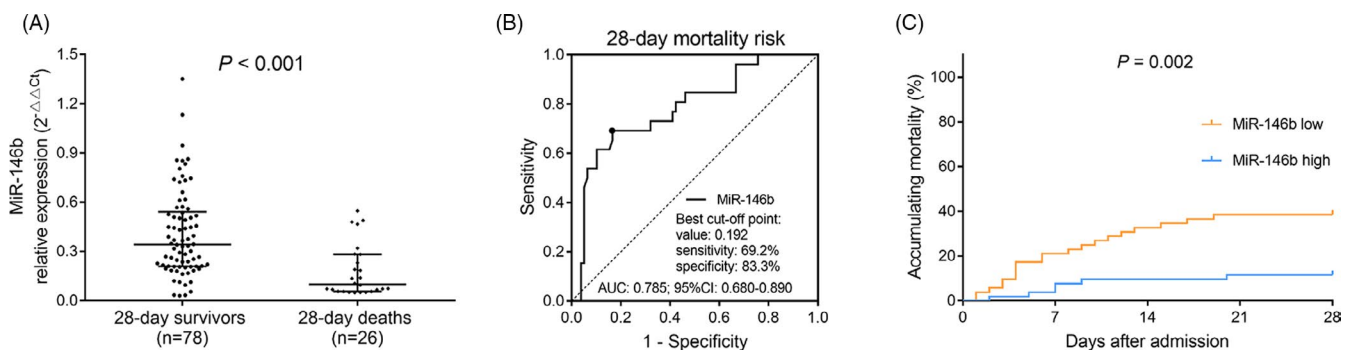 (A)
P < 0.001
MiR-146b
relative expression (2-△△Ct)
1.5
1.2
0.9
0.6
0.3
0.0
28-day survivors
(n=78)
28-day deaths
(n=26)
(B)
28-day mortality risk
Sensitivity
1.0
0.8
0.6
0.4
0.2
0.0
MiR-146b
Best cut-off point:
value: 0.192
sensitivity: 69.2%
specificity: 83.3%
AUC: 0.785; 95%CI: 0.680-0.890
0.0 0.2 0.4 0.6 0.8 1.0
1 - Specificity
(C)
P = 0.002
Accumulating mortality (%)
100
80
60
40
20
0
MiR-146b low
MiR-146b high
0 7 14 21 28
Days after admission